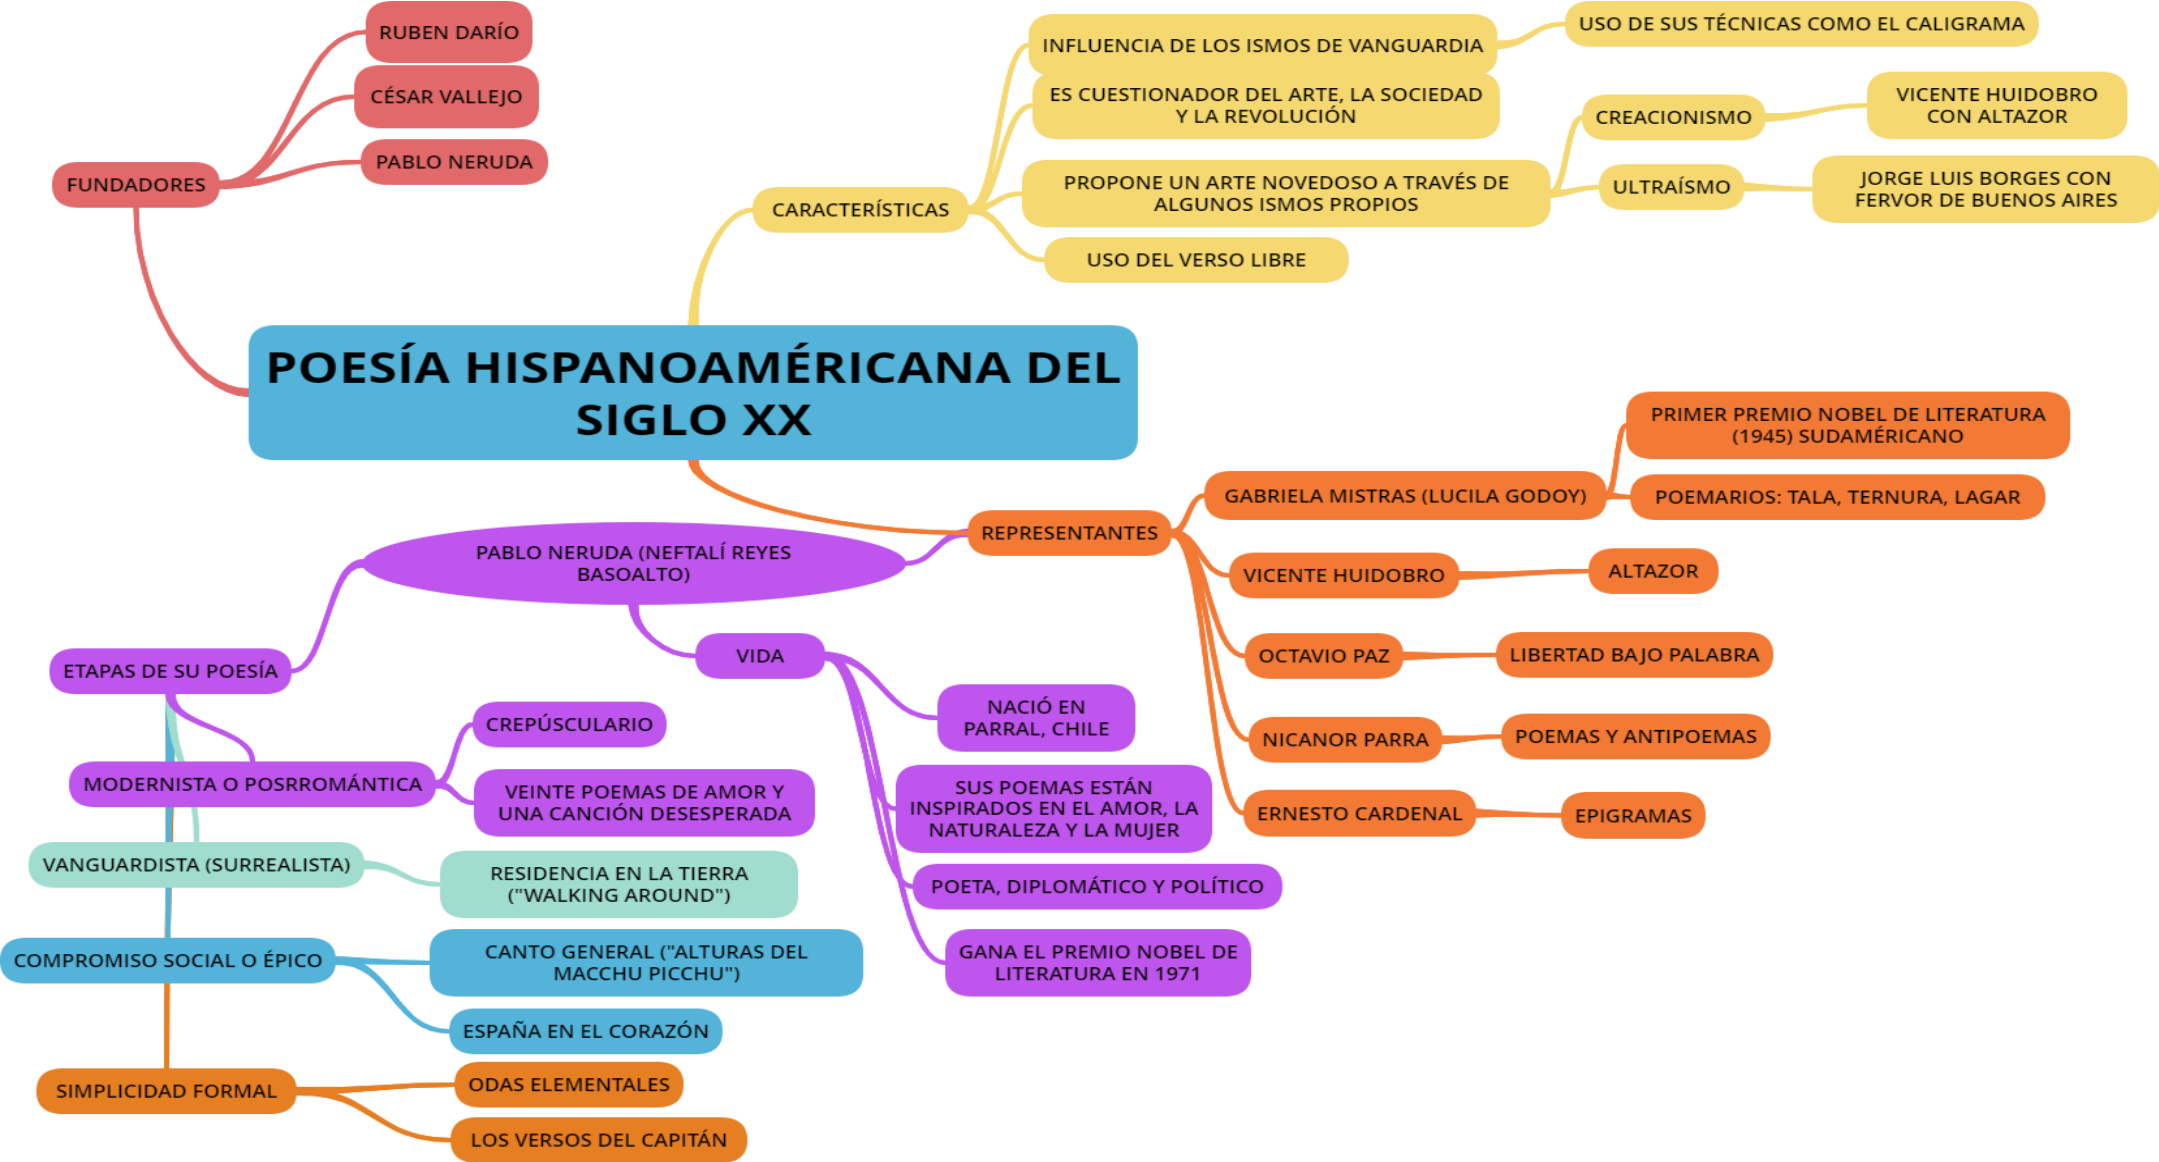 RUBEN DARÍO
CÉSAR VALLEJO
PABLO NERUDA
FUNDADORES
CARACTERÍSTICAS
INFLUENCIA DE LOS ISMOS DE VANGUARDIA
USO DE SUS TÉCNICAS COMO EL CALIGRAMA
ES CUESTIONADOR DEL ARTE, LA SOCIEDAD
Y LA REVOLUCIÓN
PROPONE UN ARTE NOVEDOSO A TRAVÉS DE
ALGUNOS ISMOS PROPIOS
CREACIONISMO
VICENTE HUIDOBRO
CON ALTAZOR
ULTRAÍSMO
JORGE LUIS BORGES CON
FERVOR DE BUENOS AIRES
USO DEL VERSO LIBRE
POESÍA HISPANOAMÉRICANA DEL
SIGLO XX
REPRESENTANTES
GABRIELA MISTRAS (LUCILA GODOY)
PRIMER PREMIO NOBEL DE LITERATURA
(1945) SUDAMÉRICANO
POEMARIOS: TALA, TERNURA, LAGAR
VICENTE HUIDOBRO
ALTAZOR
OCTAVIO PAZ
LIBERTAD BAJO PALABRA
NICANOR PARRA
POEMAS Y ANTIPOEMAS
ERNESTO CARDENAL
EPIGRAMAS
PABLO NERUDA (NEFTALÍ REYES
BASOALTO)
VIDA
NACIÓ EN
PARRAL, CHILE
SUS POEMAS ESTÁN
INSPIRADOS EN EL AMOR, LA
NATURALEZA Y LA MUJER
POETA, DIPLOMÁTICO Y POLÍTICO
GANA EL PREMIO NOBEL DE
LITERATURA EN 1971
ETAPAS DE SU POESÍA
MODERNISTA O POSRROMÁNTICA
CREPÚSCULARIO
VEINTE POEMAS DE AMOR Y
UNA CANCIÓN DESESPERADA
VANGUARDISTA (SURREALISTA)
RESIDENCIA EN LA TIERRA
("WALKING AROUND")
COMPROMISO SOCIAL O ÉPICO
CANTO GENERAL ("ALTURAS DEL
MACCHU PICCHU")
ESPAÑA EN EL CORAZÓN
SIMPLICIDAD FORMAL
ODAS ELEMENTALES
LOS VERSOS DEL CAPITÁN